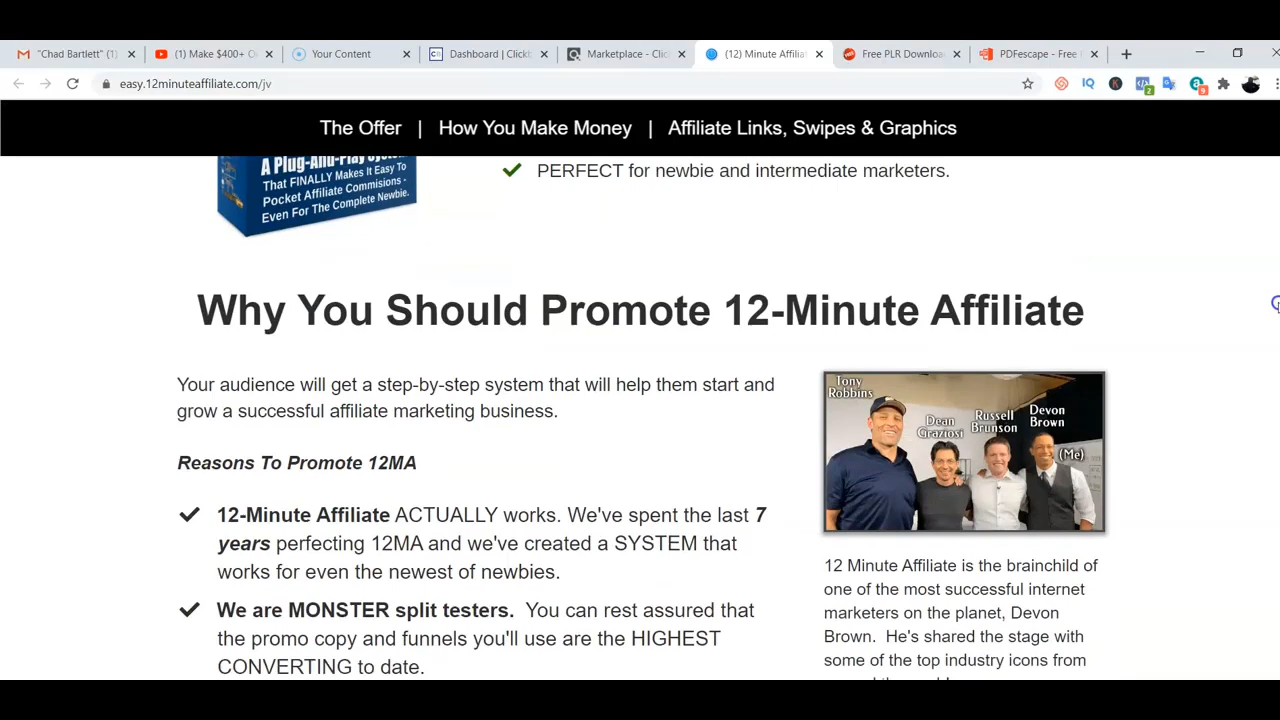 "Chad Bartlett" (1)
(1) Make $400+ O
Your Content
Dashboard | Clickb
Marketplace - Click
(12) Minute Affilia
Free PLR Downloa
PDFescape - Free
easy.12minuteaffiliate.com/jv
The Offer | How You Make Money | Affiliate Links, Swipes & Graphics
A Plug-And-Play System
That FINALLY Makes It Easy To
Pocket Affiliate Commisions -
Even For The Complete Newbie.
PERFECT for newbie and intermediate marketers.
Why You Should Promote 12-Minute Affiliate
Your audience will get a step-by-step system that will help them start and
grow a successful affiliate marketing business.
Reasons To Promote 12MA
12-Minute Affiliate ACTUALLY works. We've spent the last 7
years perfecting 12MA and we've created a SYSTEM that
works for even the newest of newbies.
We are MONSTER split testers. You can rest assured that
the promo copy and funnels you'll use are the HIGHEST
CONVERTING to date.
Tony
Robbins
Dean
Graziosi
Russell
Brunson
Devon
Brown
(Me)
12 Minute Affiliate is the brainchild of
one of the most successful internet
marketers on the planet, Devon
Brown. He's shared the stage with
some of the top industry icons from